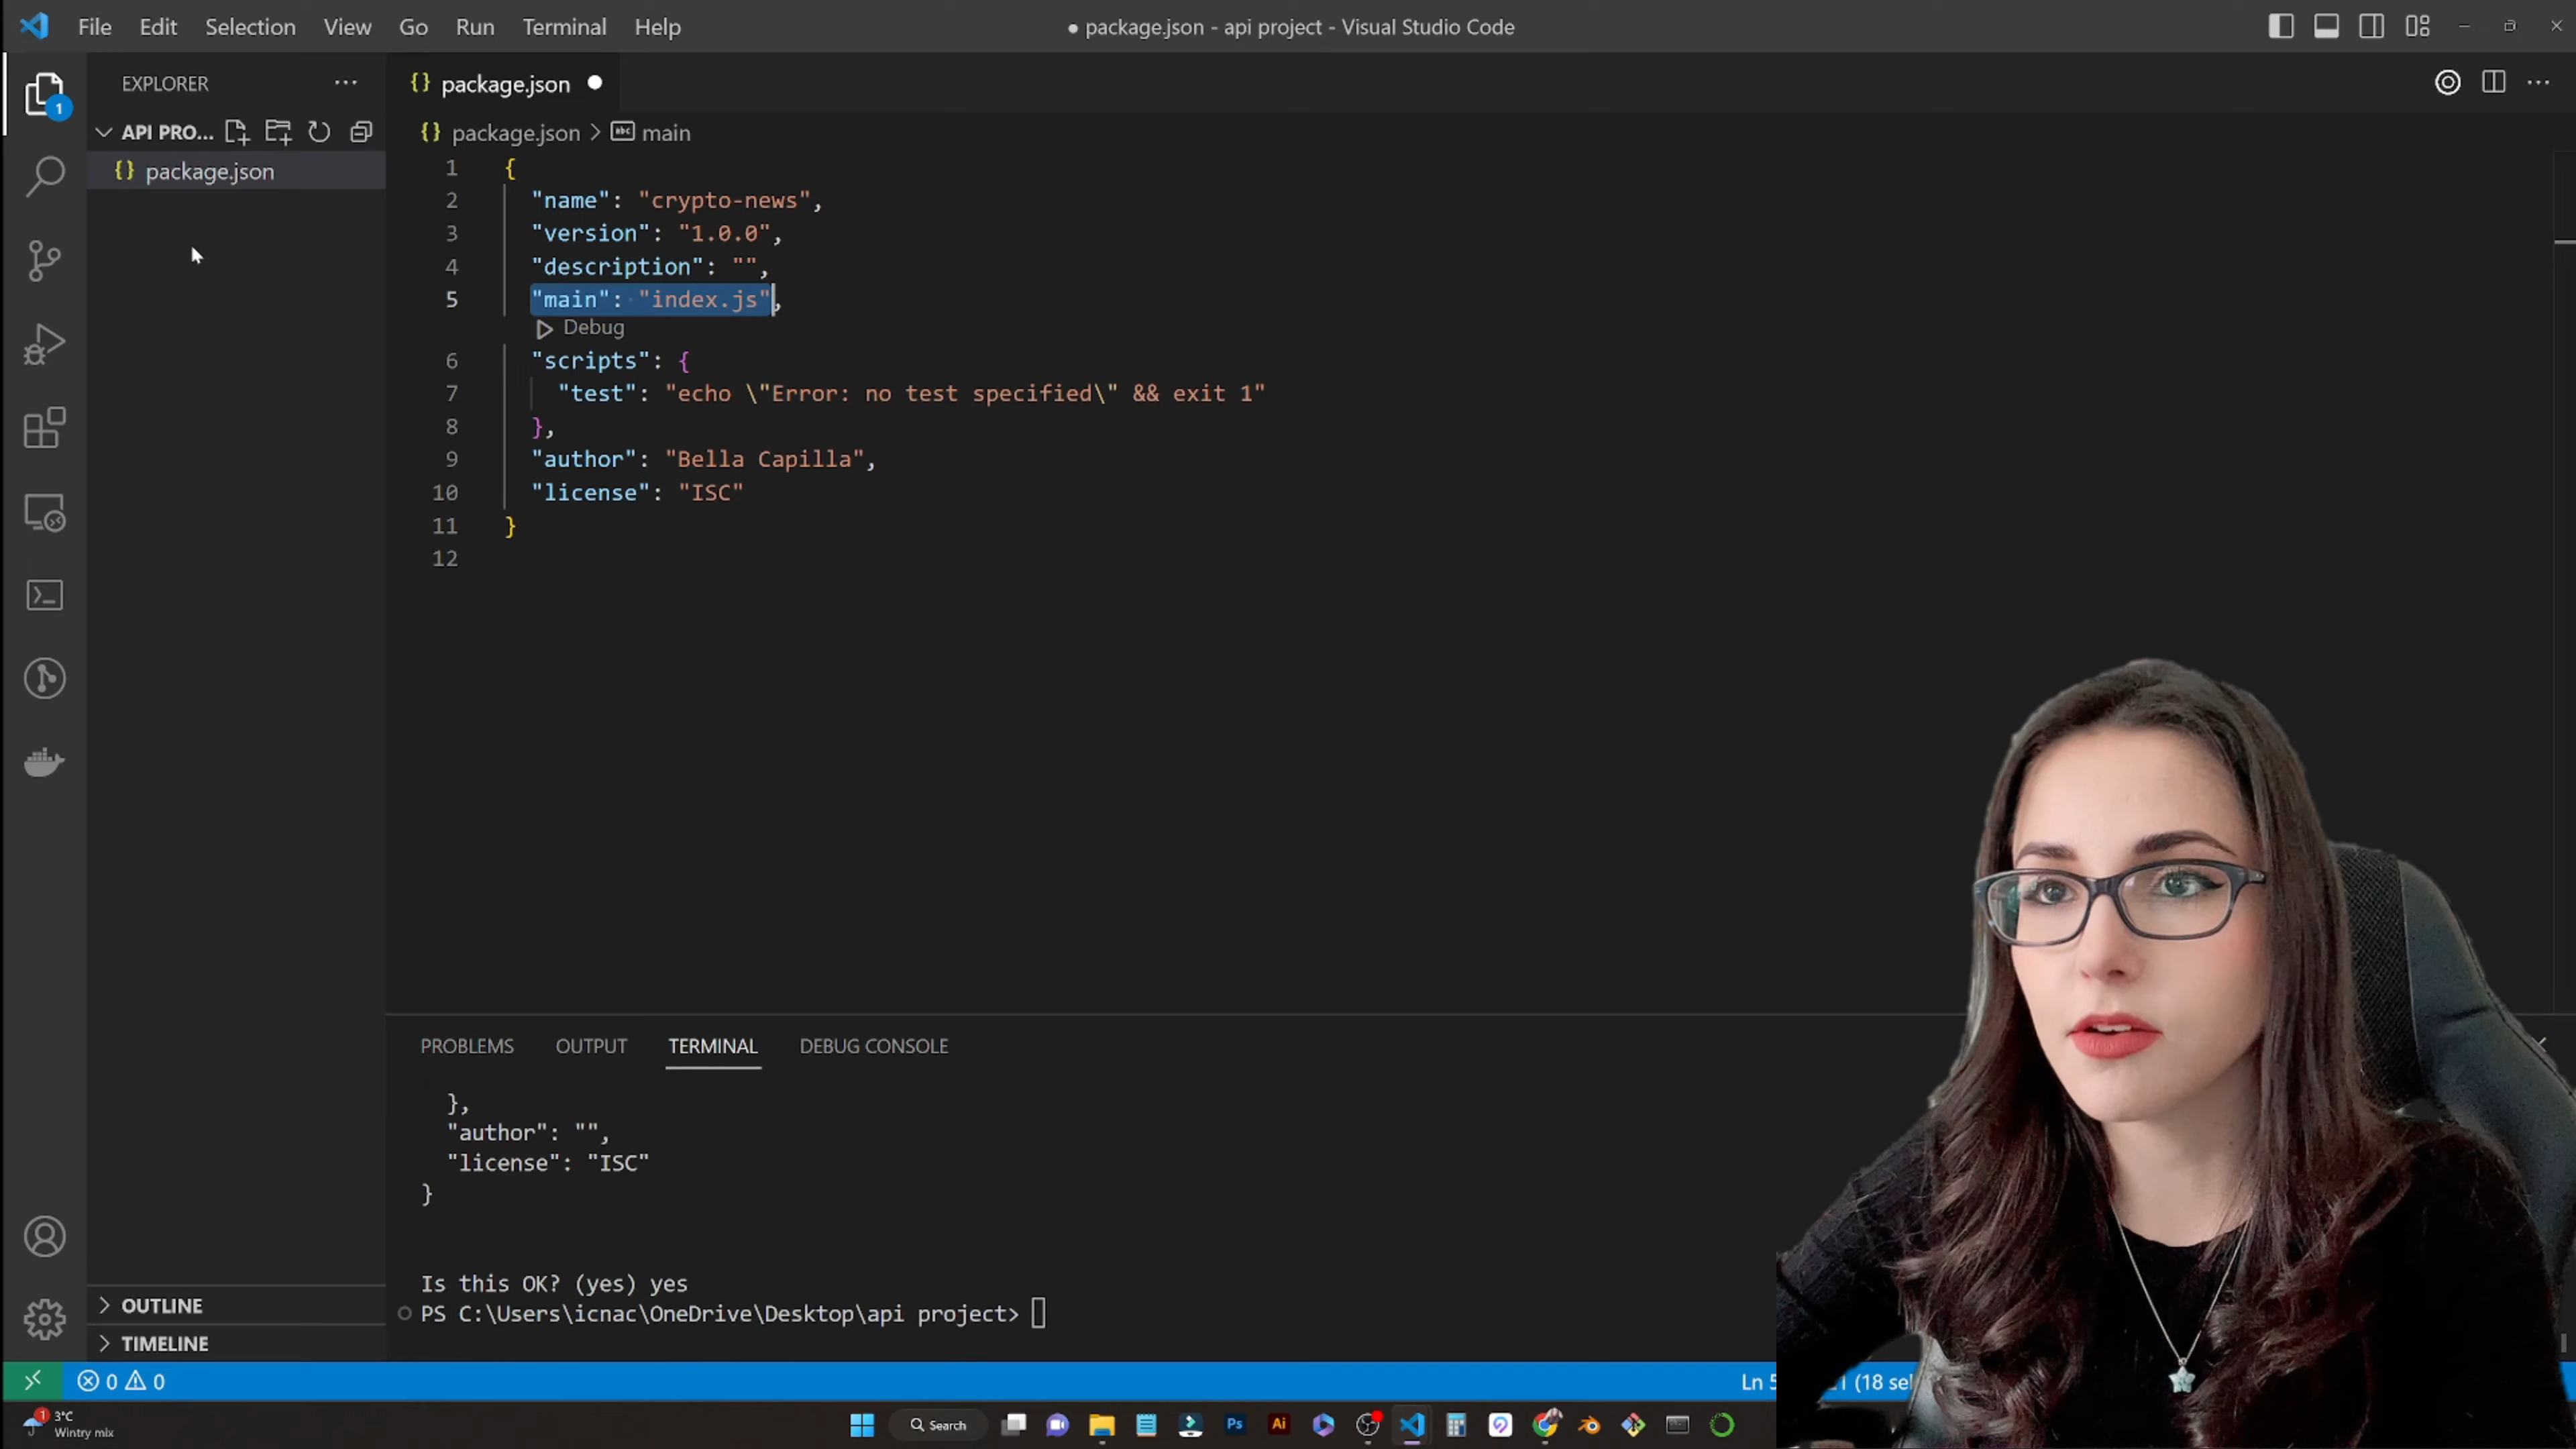 File Edit Selection View Go Run Terminal Help
● package.json - api project - Visual Studio Code
EXPLORER
1
API PRO...
package.json
package.json
package.json > main
1 {
2 "name": "crypto-news",
3 "version": "1.0.0",
4 "description": "",
5 "main": "index.js",
Debug
6 "scripts": {
7 "test": "echo \"Error: no test specified\" && exit 1"
8 },
9 "author": "Bella Capilla",
10 "license": "ISC"
11 }
12
PROBLEMS OUTPUT TERMINAL DEBUG CONSOLE
},
"author": "",
"license": "ISC"
}
Is this OK? (yes) yes
PS C:\Users\icnac\OneDrive\Desktop\api project>
OUTLINE
TIMELINE
0 0
Ln 5 (18 sel
1
3°C
Wintry mix
Search
Ps
Ai